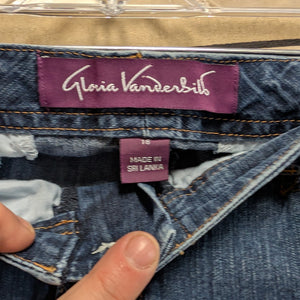 Gloria Vanderbilt
16
MADE IN
SRI LANKA